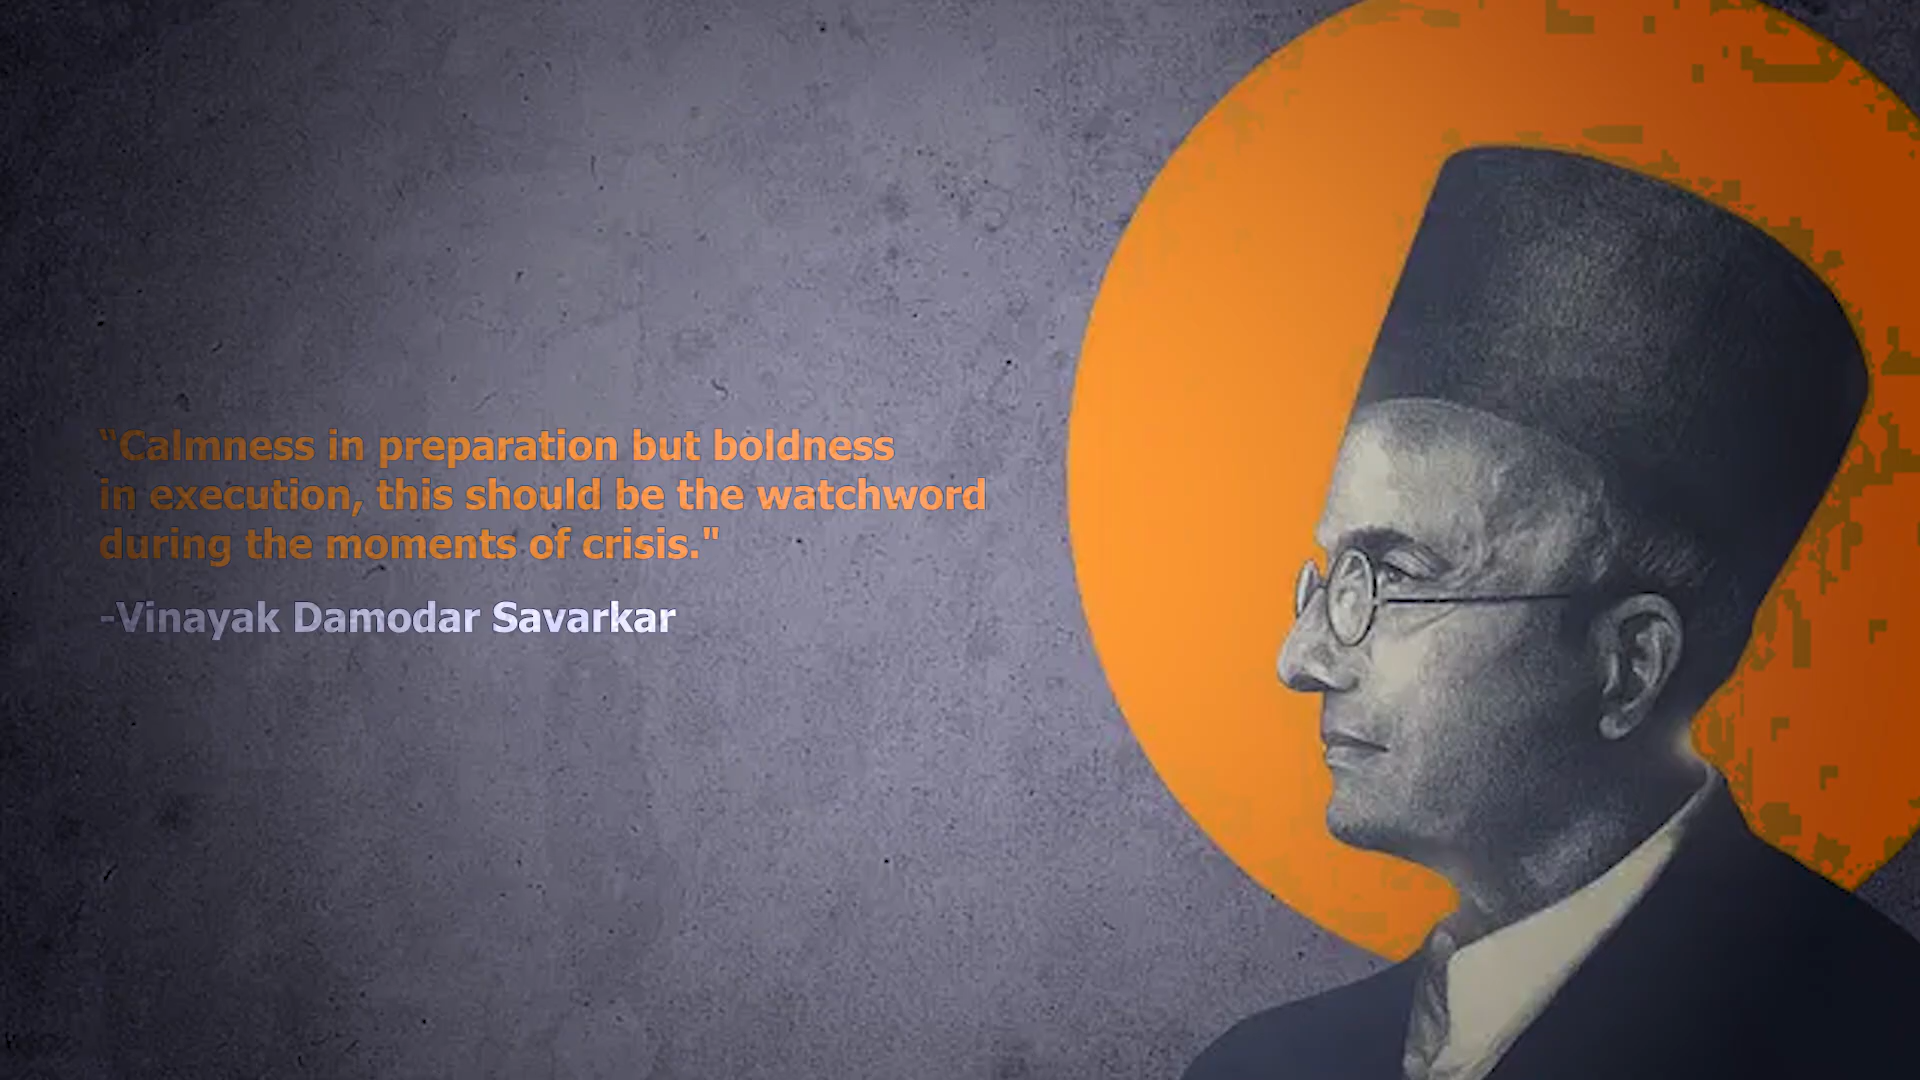 “Calmness in preparation but boldness
in execution, this should be the watchword
during the moments of crisis."
-Vinayak Damodar Savarkar